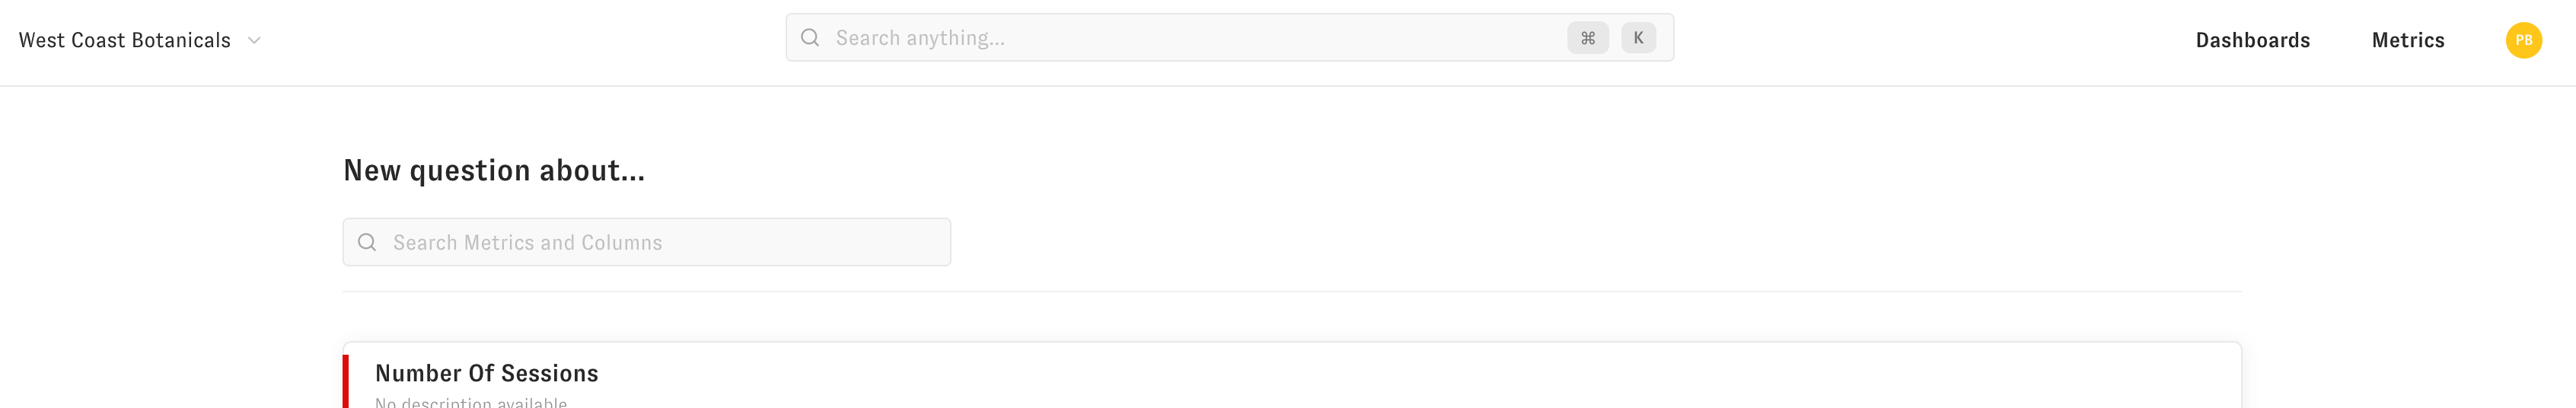 West Coast Botanicals
Search anything...
⌘ K
Dashboards
Metrics
PB
New question about...
Search Metrics and Columns
Number Of Sessions
No description available